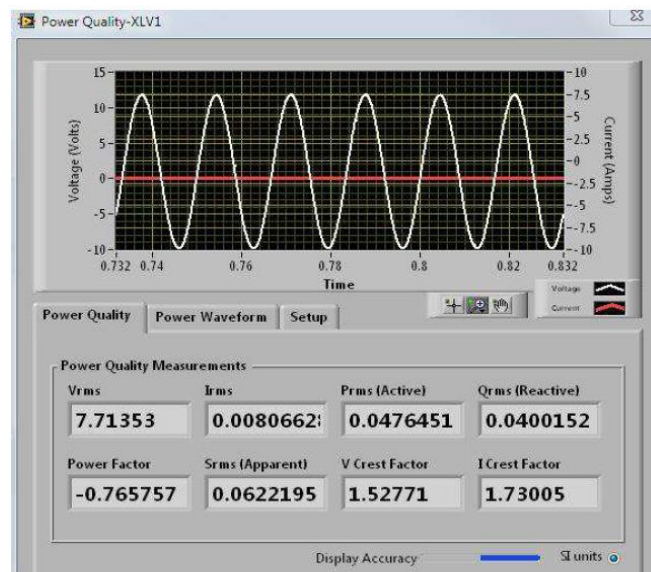 Power Quality-XLV1
15-
10-
5-
0-
-5-
-10-
Voltage (Volts)
-10
-7.5
-5
-2.5
-0
-2.5
-5
-7.5
-10
Current (Amps)
0.732 0.74 0.76 0.78 0.8 0.82 0.832
Time
Voltage
Current
Power Quality Power Waveform Setup
Power Quality Measurements
Vrms Irms Prms (Active) Qrms (Reactive)
7.71353 0.0080662 0.0476451 0.0400152
Power Factor Srms (Apparent) V Crest Factor I Crest Factor
-0.765757 0.0622195 1.52771 1.73005
Display Accuracy SI units